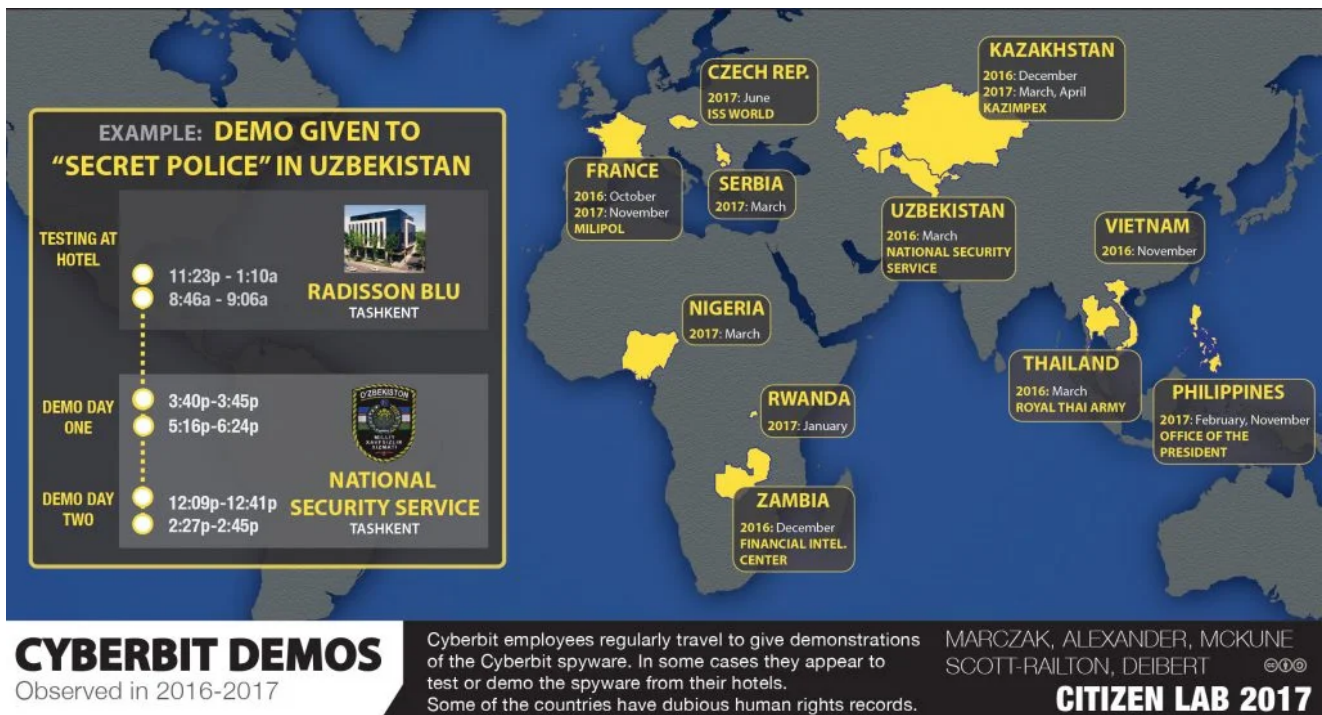 EXAMPLE: DEMO GIVEN TO
“SECRET POLICE” IN UZBEKISTAN
TESTING AT
HOTEL
11:23p - 1:10a
8:46a - 9:06a
RADISSON BLU
TASHKENT
DEMO DAY
ONE
3:40p-3:45p
5:16p-6:24p
O'ZBEKISTON
MILLIY
XAVFSIZLIK
XIZMATI
DEMO DAY
TWO
12:09p-12:41p
2:27p-2:45p
NATIONAL
SECURITY SERVICE
TASHKENT
CZECH REP.
2017: June
ISS WORLD
KAZAKHSTAN
2016: December
2017: March, April
KAZIMPEX
FRANCE
2016: October
2017: November
MILIPOL
SERBIA
2017: March
UZBEKISTAN
2016: March
NATIONAL SECURITY
SERVICE
VIETNAM
2016: November
NIGERIA
2017: March
THAILAND
2016: March
ROYAL THAI ARMY
PHILIPPINES
2017: February, November
OFFICE OF THE
PRESIDENT
RWANDA
2017: January
ZAMBIA
2016: December
FINANCIAL INTEL.
CENTER
CYBERBIT DEMOS
Observed in 2016-2017
Cyberbit employees regularly travel to give demonstrations
of the Cyberbit spyware. In some cases they appear to
test or demo the spyware from their hotels.
Some of the countries have dubious human rights records.
MARCZAK, ALEXANDER, MCKUNE
SCOTT-RAILTON, DEIBERT
CITIZEN LAB 2017